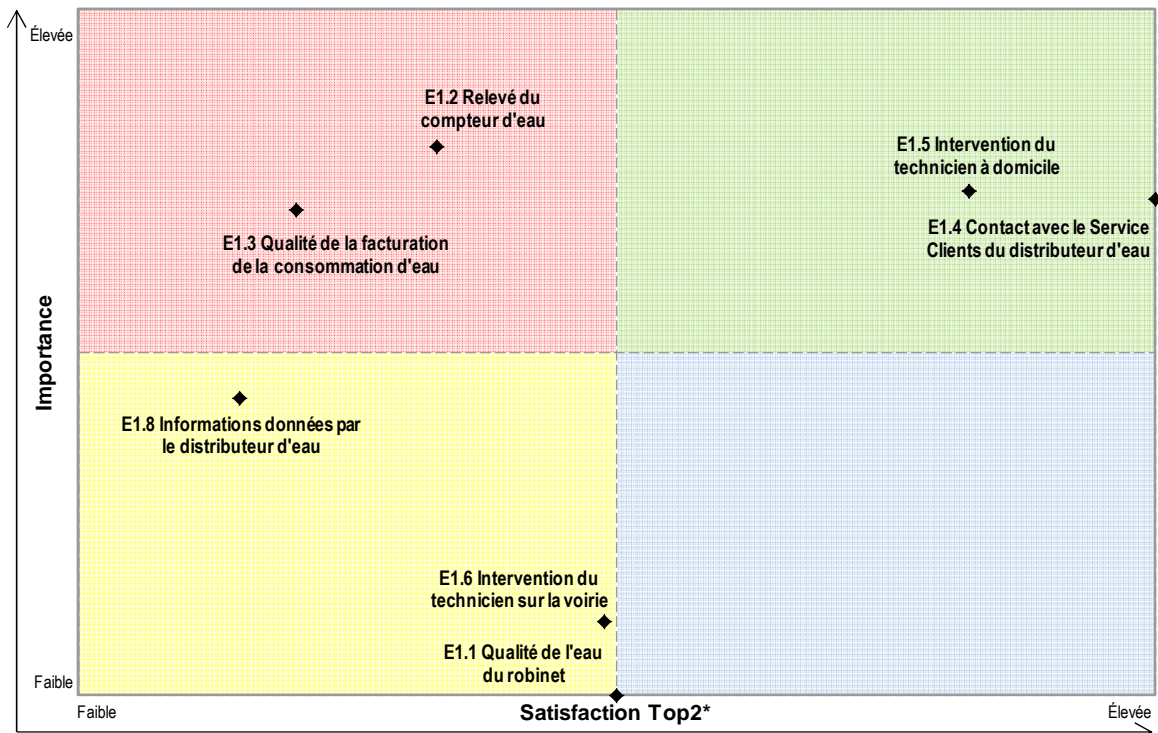 Élevée
E1.2 Relevé du
compteur d'eau
E1.5 Intervention du
technicien à domicile
E1.4 Contact avec le Service
Clients du distributeur d'eau
E1.3 Qualité de la facturation
de la consommation d'eau
Importance
E1.8 Informations données par
le distributeur d'eau
E1.6 Intervention du
technicien sur la voirie
E1.1 Qualité de l'eau
du robinet
Faible
Faible
Satisfaction Top2*
Élevée